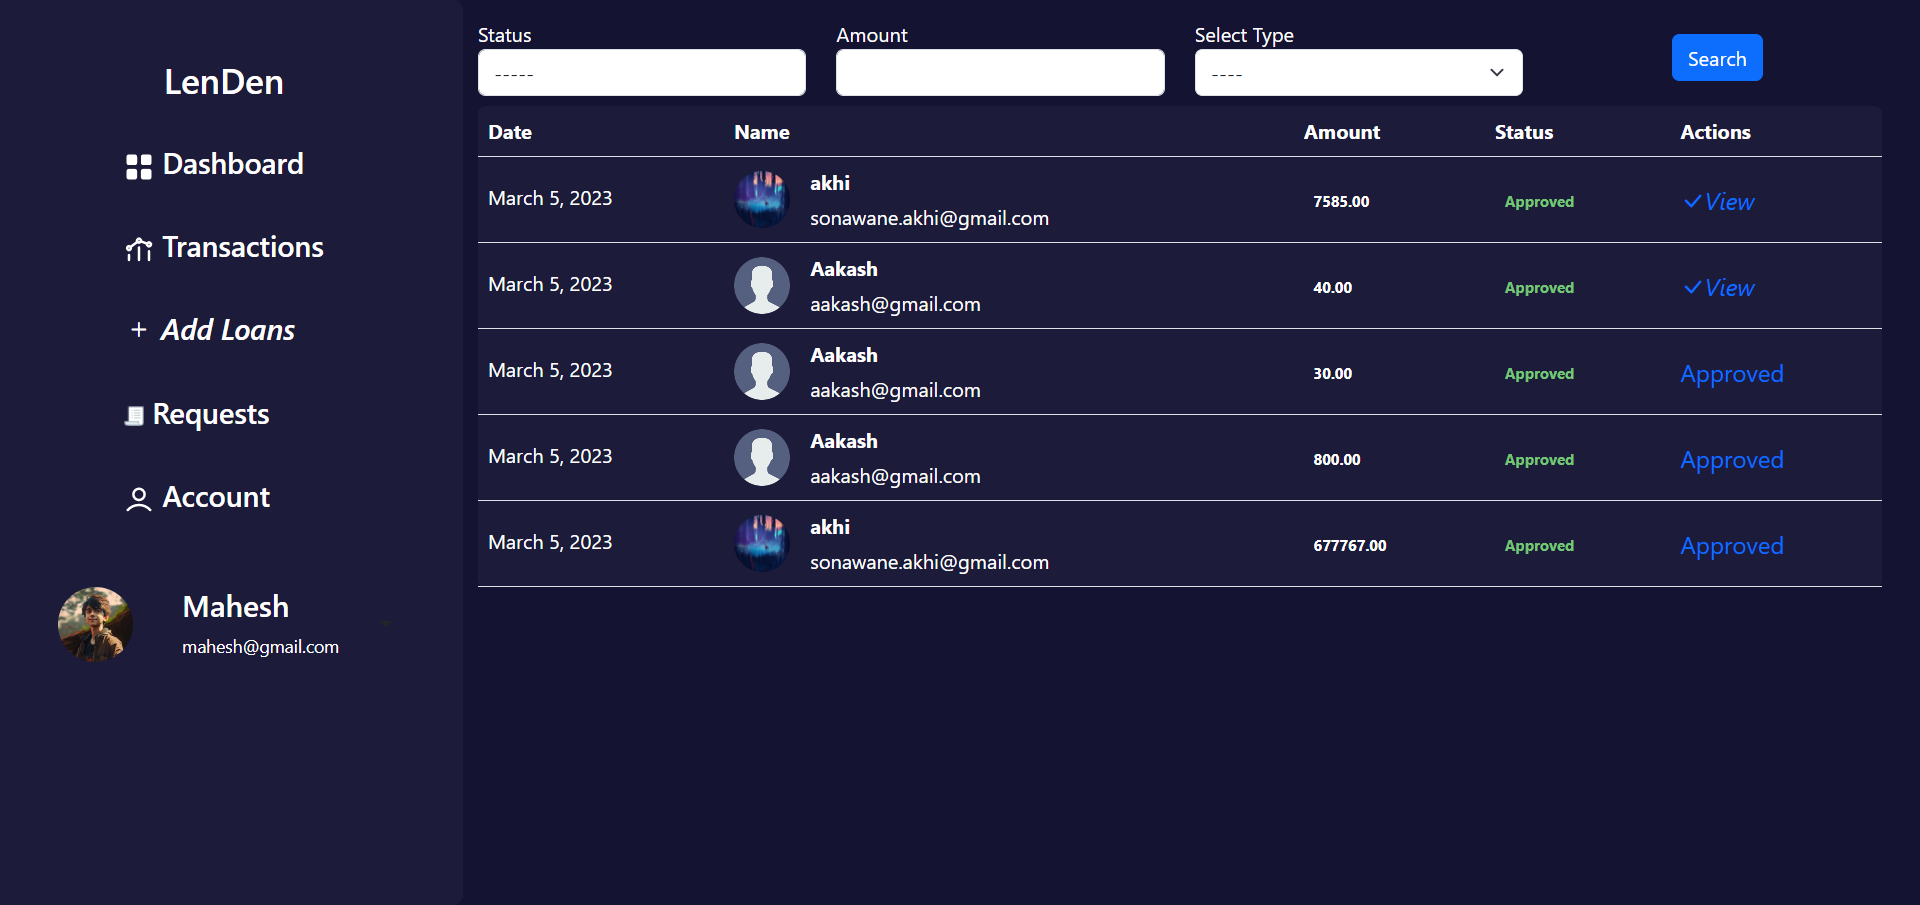 LenDen
Dashboard
Transactions
+ Add Loans
Requests
Account
Mahesh
mahesh@gmail.com
Status Amount Select Type
----- ---- Search
Date Name Amount Status Actions
March 5, 2023 akhi 7585.00 Approved View
sonawane.akhi@gmail.com
March 5, 2023 Aakash 40.00 Approved View
aakash@gmail.com
March 5, 2023 Aakash 30.00 Approved Approved
aakash@gmail.com
March 5, 2023 Aakash 800.00 Approved Approved
aakash@gmail.com
March 5, 2023 akhi 677767.00 Approved Approved
sonawane.akhi@gmail.com